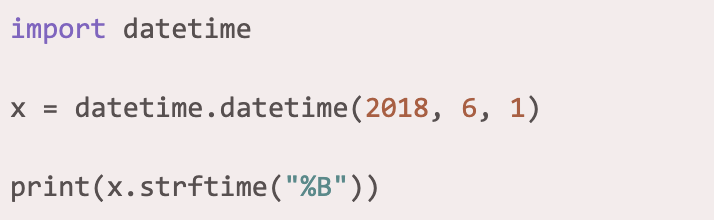 import datetime
x = datetime.datetime(2018, 6, 1)
print(x.strftime("%B"))